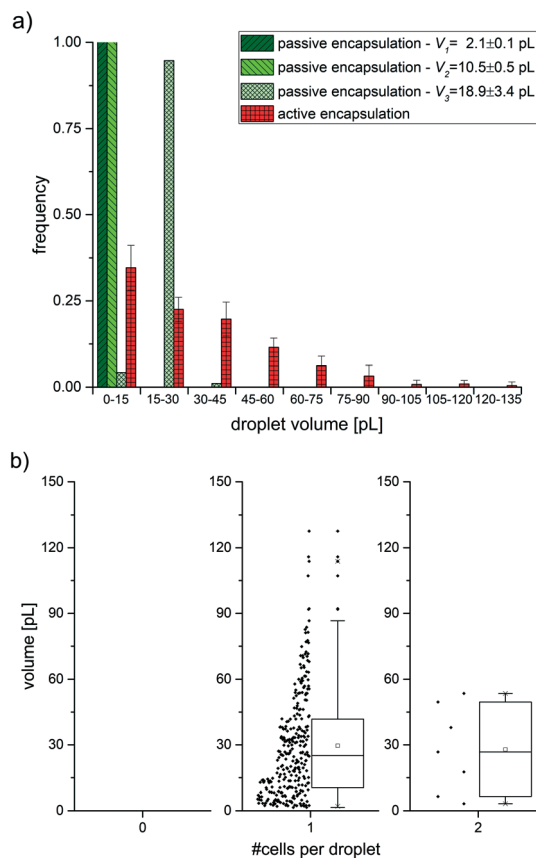 a)
passive encapsulation - V1= 2.1±0.1 pL
passive encapsulation - V2=10.5±0.5 pL
passive encapsulation - V3=18.9±3.4 pL
active encapsulation
1.00
0.75
0.50
0.25
0.00
frequency
0-15 15-30 30-45 45-60 60-75 75-90 90-105 105-120 120-135
droplet volume [pL]
b)
150 150 150
120 120 120
90 90 90
60 60 60
30 30 30
0 0 0
volume [pL]
0 1 2
#cells per droplet